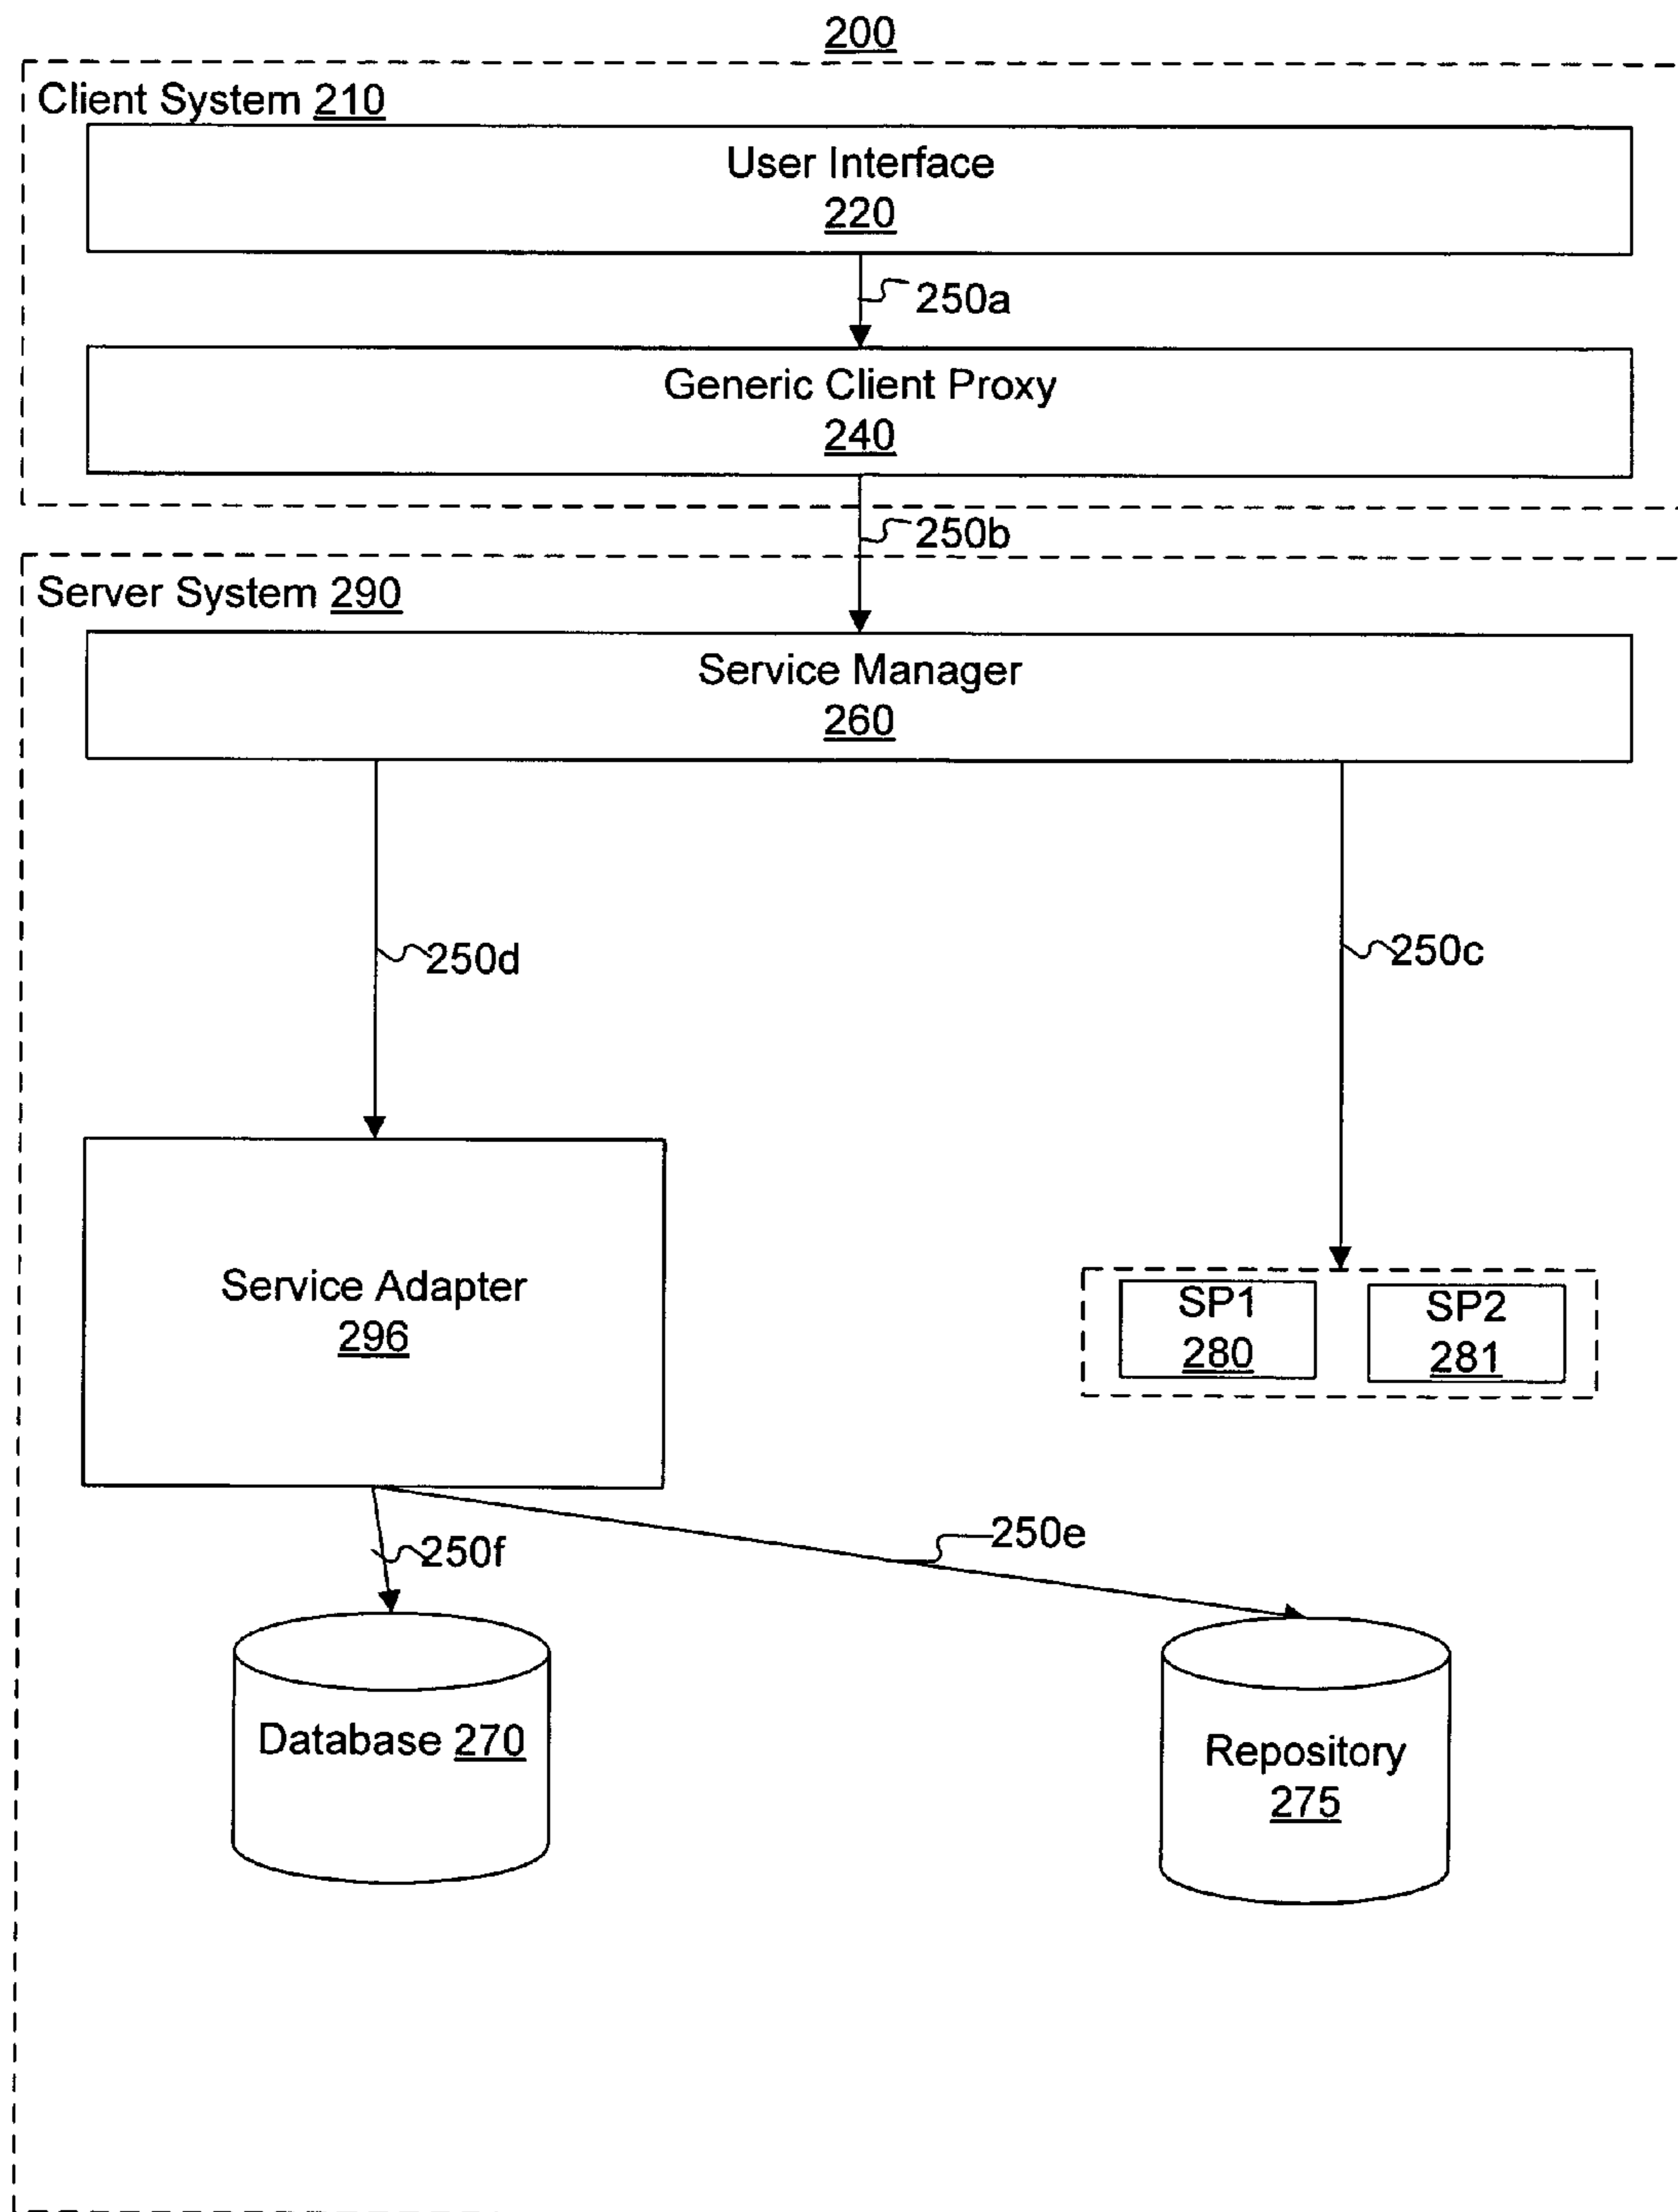 200
Client System 210
User Interface
220
250a
Generic Client Proxy
240
250b
Server System 290
Service Manager
260
250d
250c
Service Adapter
296
SP1
280
SP2
281
250f
250e
Database 270
Repository
275